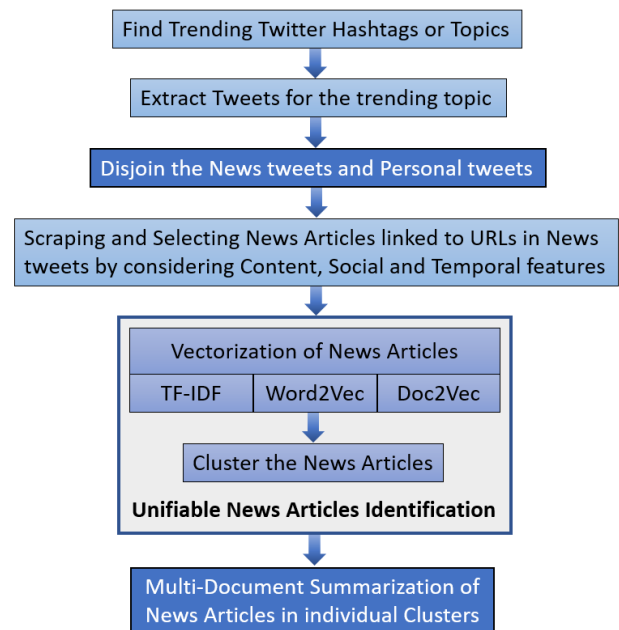 Find Trending Twitter Hashtags or Topics
Extract Tweets for the trending topic
Disjoin the News tweets and Personal tweets
Scraping and Selecting News Articles linked to URLs in News
tweets by considering Content, Social and Temporal features
Vectorization of News Articles
TF-IDF Word2Vec Doc2Vec
Cluster the News Articles
Unifiable News Articles Identification
Multi-Document Summarization of
News Articles in individual Clusters